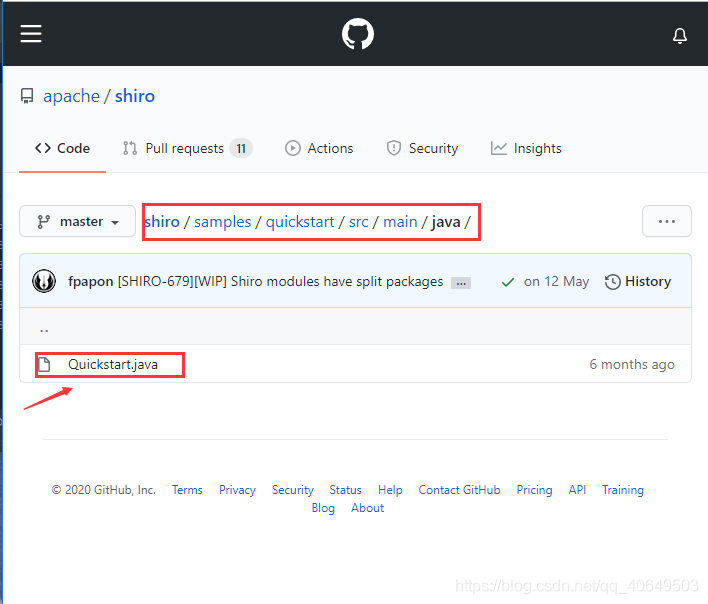 apache / shiro
Code Pull requests 11 Actions Security Insights
master shiro / samples / quickstart / src / main / java / ...
fpapon [SHIRO-679][WIP] Shiro modules have split packages ... on 12 May History
..
Quickstart.java 6 months ago
© 2020 GitHub, Inc. Terms Privacy Security Status Help Contact GitHub Pricing API Training
Blog About
https://blog.csdn.net/qq_40649503